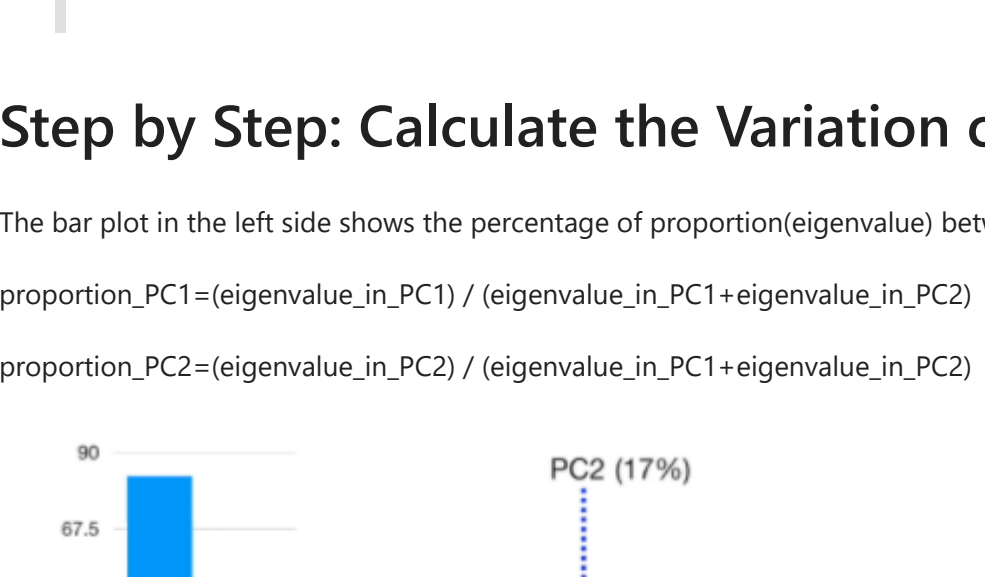 Step by Step: Calculate the Variation
The bar plot in the left side shows the percentage of proportion(eigenvalue)
proportion_PC1=(eigenvalue_in_PC1) / (eigenvalue_in_PC1+eigenvalue_in_PC2)
proportion_PC2=(eigenvalue_in_PC2) / (eigenvalue_in_PC1+eigenvalue_in_PC2)
90
PC2 (17%)
67.5